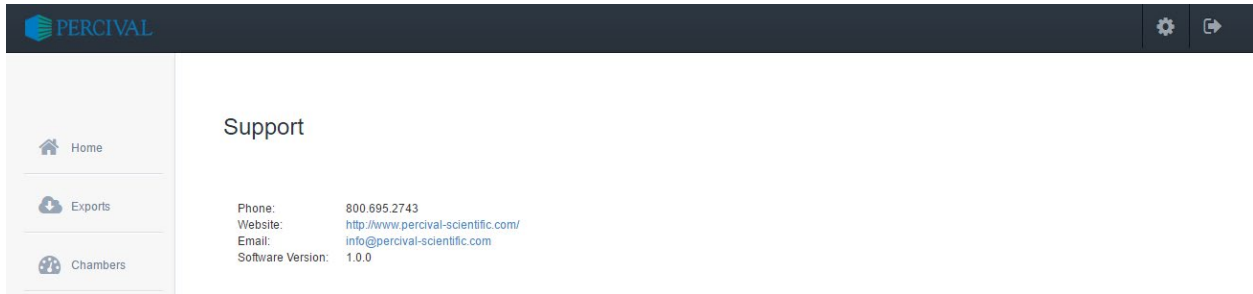 PERCIVAL
Home
Exports
Chambers
Support
Phone: 800.695.2743
Website: http://www.percival-scientific.com/
Email: info@percival-scientific.com
Software Version: 1.0.0